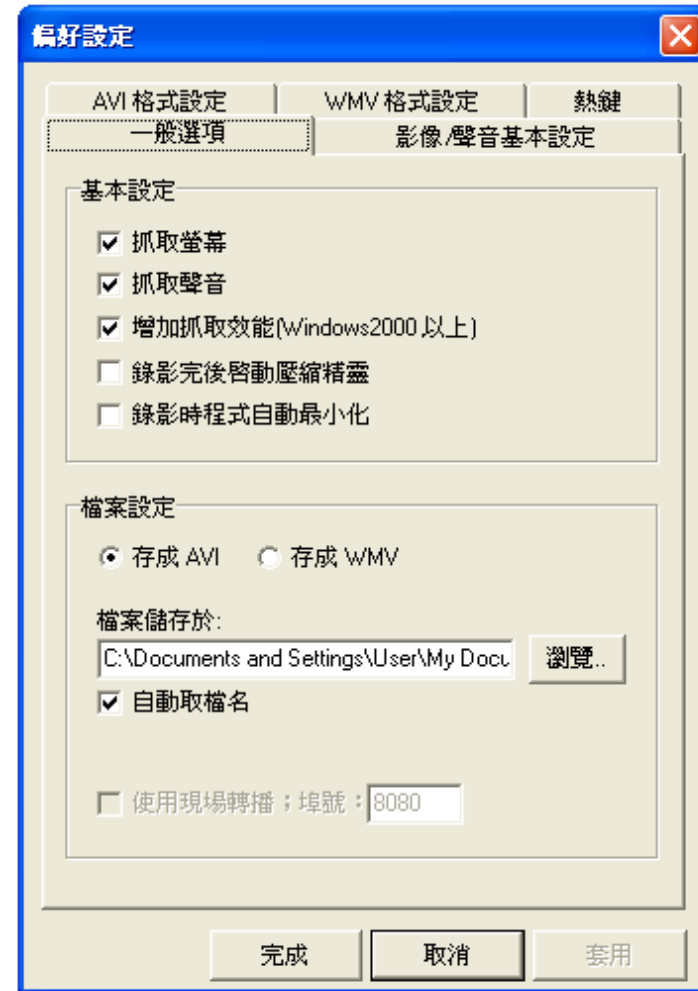 偏好設定
AVI 格式設定
WMV 格式設定
熱鍵
一般選項
影像/聲音基本設定
基本設定
抓取螢幕
抓取聲音
增加抓取效能(Windows2000 以上)
錄影完後啓動壓縮精靈
錄影時程式自動最小化
檔案設定
存成 AVI
存成 WMV
檔案儲存於:
C:\Documents and Settings\User\My Docu
瀏覽..
自動取檔名
使用現場轉播；埠號：8080
完成
取消
套用